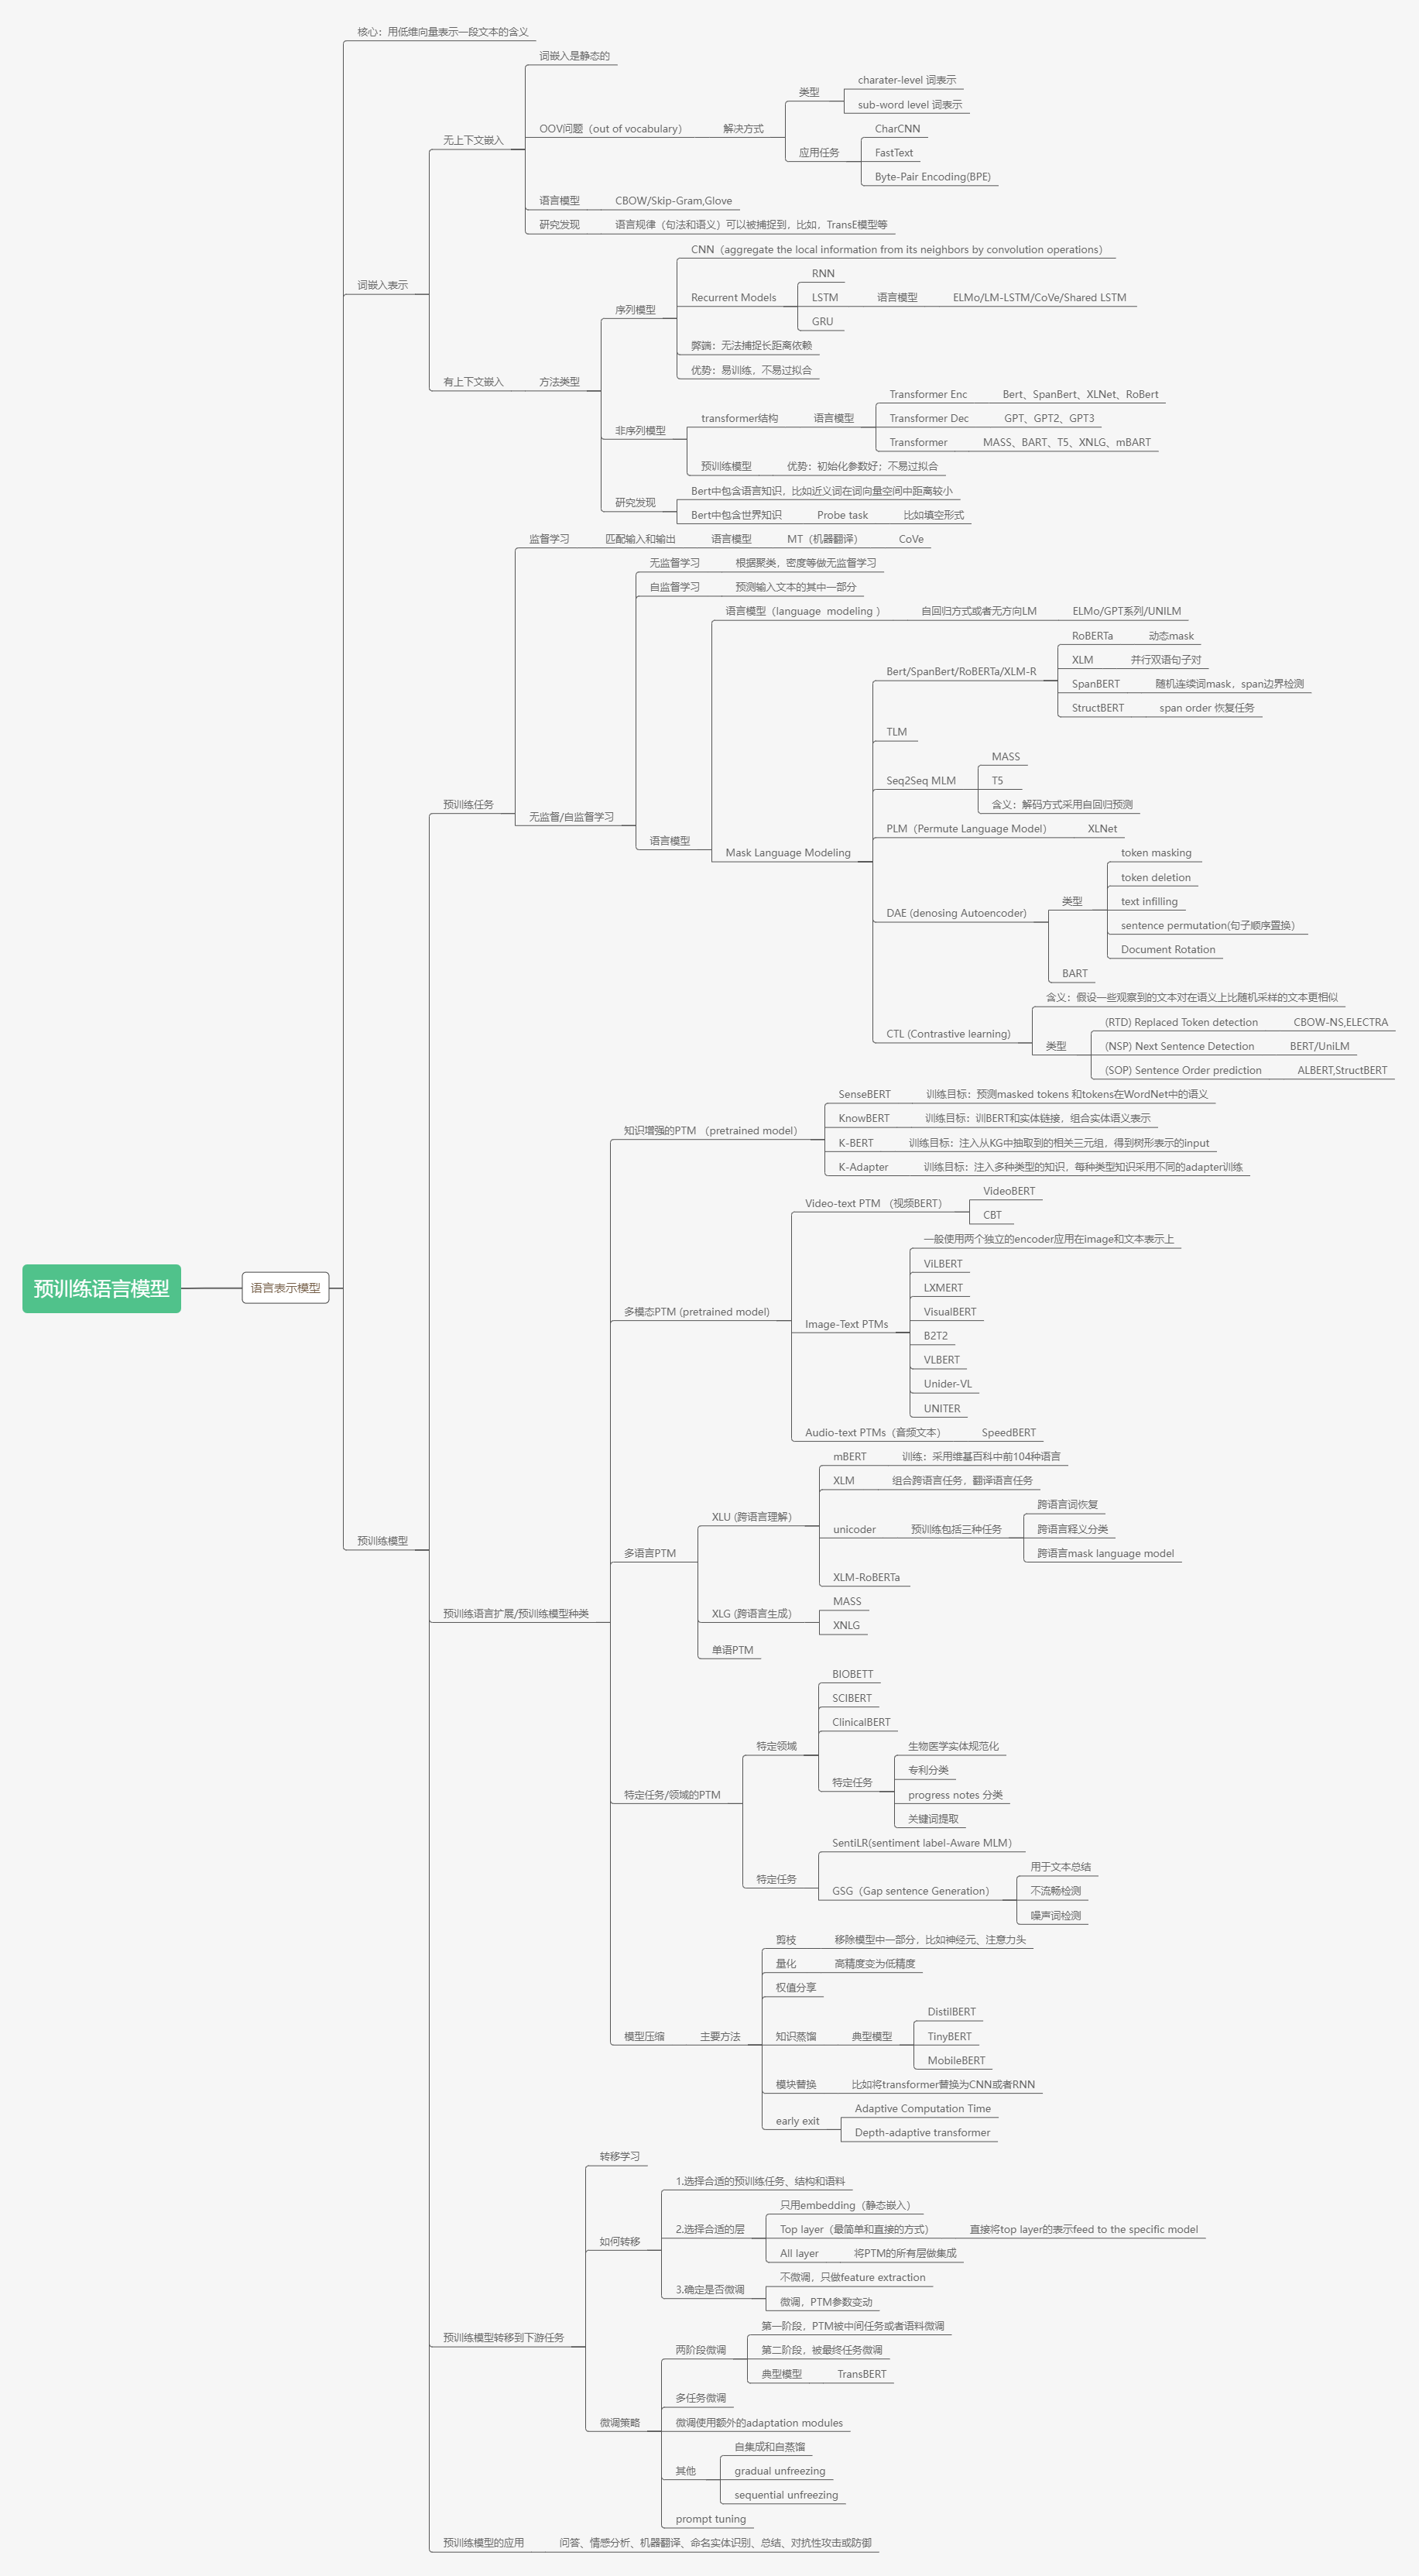 核心：用低维向量表示一段文本的含义
词嵌入是静态的
charater-level 词表示
类型
sub-word level 词表示
OOV问题（out of vocabulary）
解决方式
CharCNN
无上下文嵌入
应用任务
FastText
Byte-Pair Encoding(BPE)
语言模型
CBOW/Skip-Gram,Glove
研究发现
语言规律（句法和语义）可以被捕捉到，比如，TransE模型等
词嵌入表示
CNN（aggregate the local information from its neighbors by convolution operations）
RNN
序列模型
Recurrent Models
LSTM
语言模型
ELMo/LM-LSTM/CoVe/Shared LSTM
GRU
弊端：无法捕捉长距离依赖
优势：易训练，不易过拟合
有上下文嵌入
方法类型
Transformer Enc
Bert、SpanBert、XLNet、RoBert
非序列模型
transformer结构
语言模型
Transformer Dec
GPT、GPT2、GPT3
Transformer
MASS、BART、T5、XNLG、mBART
预训练模型
优势：初始化参数好；不易过拟合
研究发现
Bert中包含语言知识，比如近义词在词向量空间中距离较小
Bert中包含世界知识
Probe task
比如填空形式
监督学习
匹配输入和输出
语言模型
MT（机器翻译）
CoVe
无监督学习
根据聚类，密度等做无监督学习
自监督学习
预测输入文本的其中一部分
语言模型（language  modeling ）
自回归方式或者无方向LM
ELMo/GPT系列/UNILM
RoBERTa
动态mask
Bert/SpanBert/RoBERTa/XLM-R
XLM
并行双语句子对
SpanBERT
随机连续词mask，span边界检测
StructBERT
span order 恢复任务
TLM
MASS
Seq2Seq MLM
T5
含义：解码方式采用自回归预测
预训练任务
无监督/自监督学习
PLM（Permute Language Model）
XLNet
语言模型
Mask Language Modeling
token masking
token deletion
DAE (denosing Autoencoder)
类型
text infilling
sentence permutation(句子顺序置换）
Document Rotation
BART
含义：假设一些观察到的文本对在语义上比随机采样的文本更相似
CTL (Contrastive learning)
类型
(RTD) Replaced Token detection
CBOW-NS,ELECTRA
(NSP) Next Sentence Detection
BERT/UniLM
(SOP) Sentence Order prediction
ALBERT,StructBERT
知识增强的PTM （pretrained model）
SenseBERT
训练目标：预测masked tokens 和tokens在WordNet中的语义
KnowBERT
训练目标：训BERT和实体链接，组合实体语义表示
K-BERT
训练目标：注入从KG中抽取到的相关三元组，得到树形表示的input
K-Adapter
训练目标：注入多种类型的知识，每种类型知识采用不同的adapter训练
Video-text PTM （视频BERT）
VideoBERT
CBT
预训练语言模型
语言表示模型
一般使用两个独立的encoder应用在image和文本表示上
ViLBERT
LXMERT
多模态PTM (pretrained model)
Image-Text PTMs
VisualBERT
B2T2
VLBERT
Unider-VL
UNITER
Audio-text PTMs（音频文本）
SpeedBERT
mBERT
训练：采用维基百科中前104种语言
XLM
组合跨语言任务，翻译语言任务
XLU (跨语言理解）
跨语言词恢复
unicoder
预训练包括三种任务
跨语言释义分类
跨语言mask language model
预训练模型
多语言PTM
XLM-RoBERTa
预训练语言扩展/预训练模型种类
XLG (跨语言生成）
MASS
XNLG
单语PTM
BIOBETT
SCIBERT
ClinicalBERT
特定领域
生物医学实体规范化
特定任务
专利分类
特定任务/领域的PTM
progress notes 分类
关键词提取
特定任务
SentiLR(sentiment label-Aware MLM）
用于文本总结
GSG（Gap sentence Generation）
不流畅检测
噪声词检测
剪枝
移除模型中一部分，比如神经元、注意力头
量化
高精度变为低精度
权值分享
DistilBERT
模型压缩
主要方法
知识蒸馏
典型模型
TinyBERT
MobileBERT
模块替换
比如将transformer替换为CNN或者RNN
early exit
Adaptive Computation Time
Depth-adaptive transformer
转移学习
1.选择合适的预训练任务、结构和语料
只用embedding（静态嵌入）
如何转移
2.选择合适的层
Top layer（最简单和直接的方式）
直接将top layer的表示feed to the specific model
All layer
将PTM的所有层做集成
3.确定是否微调
不微调，只做feature extraction
微调，PTM参数变动
预训练模型转移到下游任务
第一阶段，PTM被中间任务或者语料微调
两阶段微调
第二阶段，被最终任务微调
典型模型
TransBERT
多任务微调
微调策略
微调使用额外的adaptation modules
自集成和自蒸馏
其他
gradual unfreezing
sequential unfreezing
prompt tuning
预训练模型的应用
问答、情感分析、机器翻译、命名实体识别、总结、对抗性攻击或防御